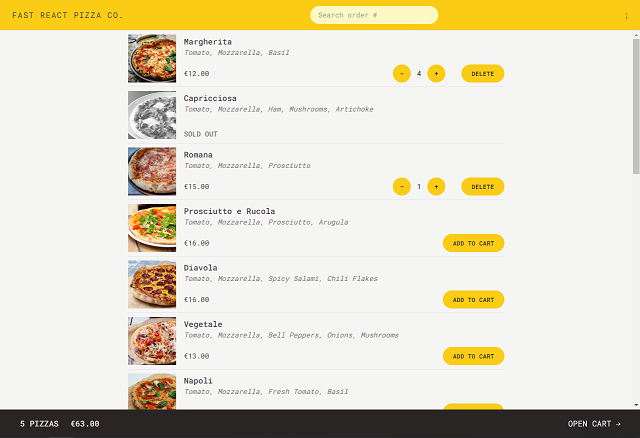 FAST REACT PIZZA CO.
Search order #
;
Margherita
Tomato, Mozzarella, Basil
€12.00
- 4 +
DELETE
Capricciosa
Tomato, Mozzarella, Ham, Mushrooms, Artichoke
SOLD OUT
Romana
Tomato, Mozzarella, Prosciutto
€15.00
- 1 +
DELETE
Prosciutto e Rucola
Tomato, Mozzarella, Prosciutto, Arugula
€16.00
ADD TO CART
Diavola
Tomato, Mozzarella, Spicy Salami, Chili Flakes
€16.00
ADD TO CART
Vegetale
Tomato, Mozzarella, Bell Peppers, Onions, Mushrooms
€13.00
ADD TO CART
Napoli
Tomato, Mozzarella, Fresh Tomato, Basil
5 PIZZAS €63.00
OPEN CART →